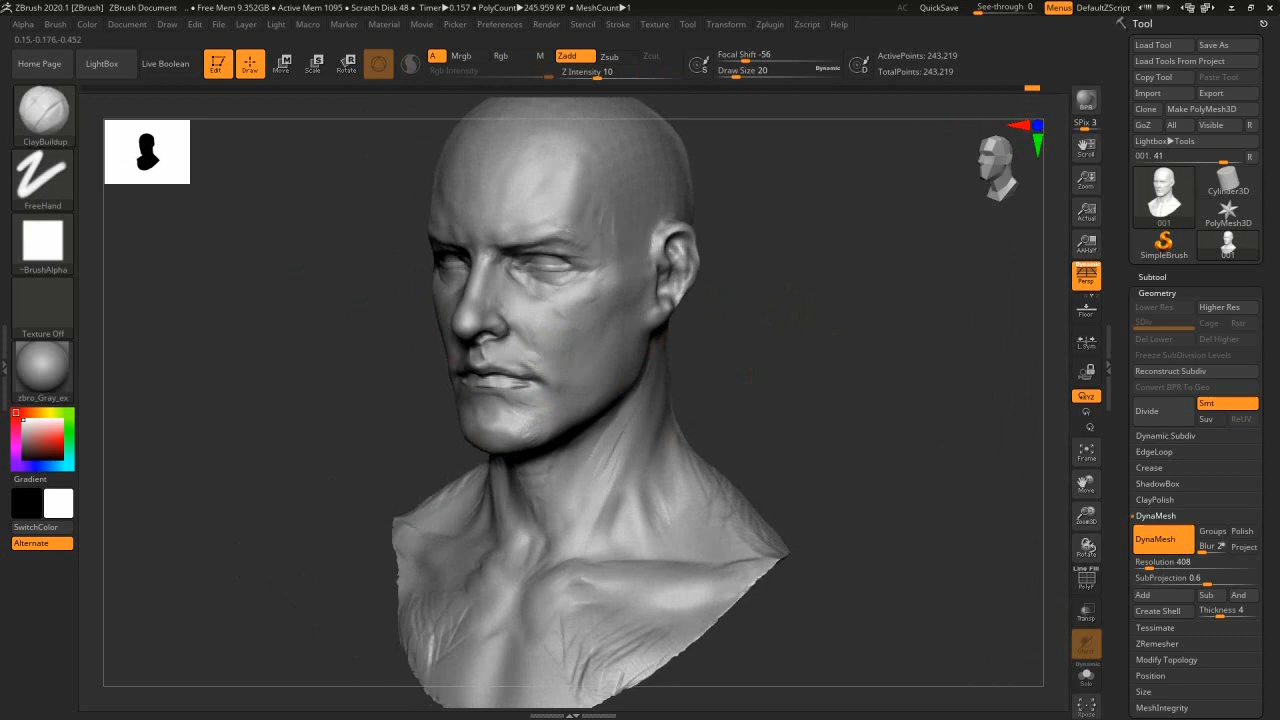 ZBrush 2020.1 [ZBrush] ZBrush Document .. ● Free Mem 9.352GB ● Active Mem 1095 ● Scratch Disk 48 ● Timer▶0.157 ● PolyCount▶245.959 KP ● MeshCount▶1 AC QuickSave See-through 0 Menus DefaultZScript
Alpha Brush Color Document Draw Edit File Layer Light Macro Marker Material Movie Picker Preferences Render Stencil Stroke Texture Tool Transform Zplugin Zscript Help
0.15,-0.176,-0.452
Home Page LightBox Live Boolean Edit Draw Move Scale Rotate
A Mrgb Rgb M Zadd Zsub Zcut
Rgb Intensity Z Intensity 10
Focal Shift -56
Draw Size 20 Dynamic
S
D
ActivePoints: 243,219
TotalPoints: 243,219
ClayBuildup
FreeHand
~BrushAlpha
Texture Off
zbro_Gray_ex
Gradient
SwitchColor
Alternate
BPR
SPix 3
Scroll
Zoom
Actual
AAHalf
Dynamic
Persp
Floor
L.Sym
XYZ
Frame
Move
Zoom3D
Rotate
Line Fill
PolyF
Transp
Ghost
Dynamic
Solo
Xpose
Tool
Load Tool Save As
Load Tools From Project
Copy Tool Paste Tool
Import Export
Clone Make PolyMesh3D
GoZ All Visible R
Lightbox▶Tools
001. 41 R
001 Cylinder3D
PolyMesh3D
SimpleBrush 001
Subtool
Geometry
Lower Res Higher Res
SDiv Cage Rstr
Del Lower Del Higher
Freeze SubDivision Levels
Reconstruct Subdiv
Convert BPR To Geo
Divide Smt
Suv ReUV
Dynamic Subdiv
EdgeLoop
Crease
ShadowBox
ClayPolish
DynaMesh
DynaMesh Groups Polish
Blur 2 Project
Resolution 408
SubProjection 0.6
Add Sub And
Create Shell Thickness 4
Tessimate
ZRemesher
Modify Topology
Position
Size
MeshIntegrity